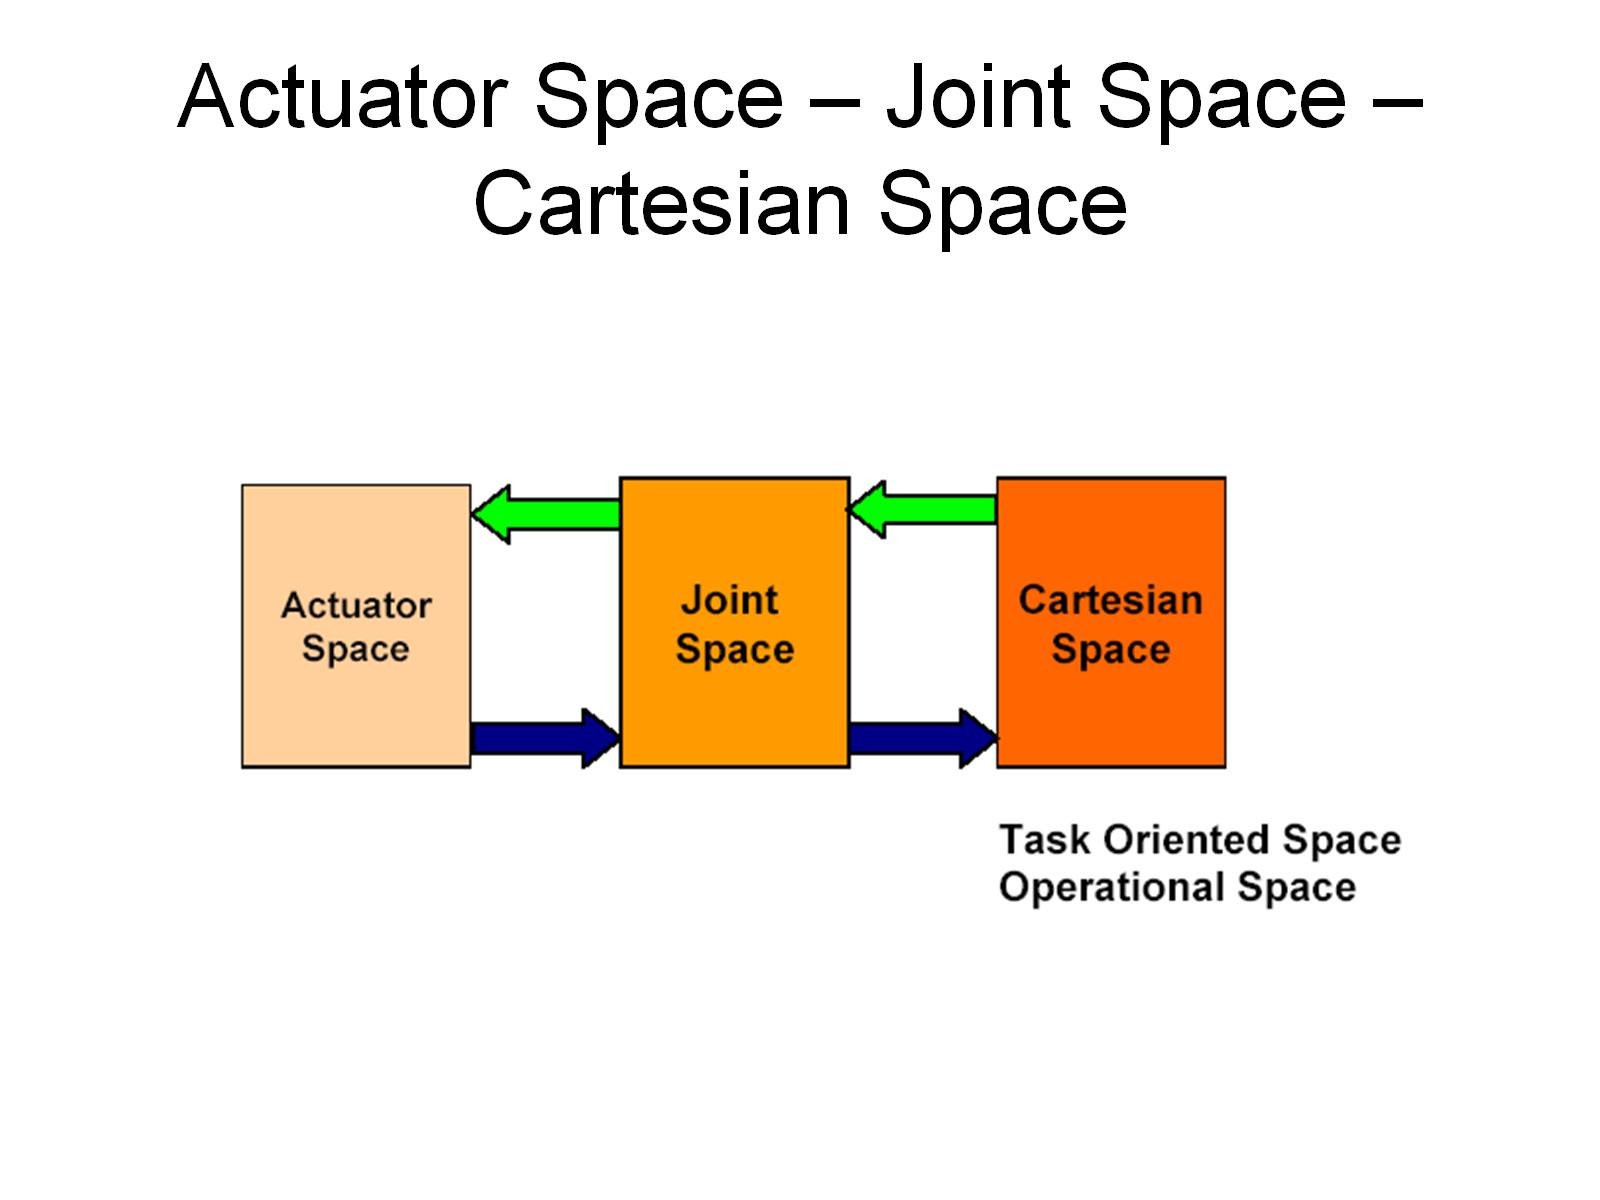 Actuator Space – Joint Space –
Cartesian Space
Actuator
Space
Joint
Space
Cartesian
Space
Task Oriented Space
Operational Space